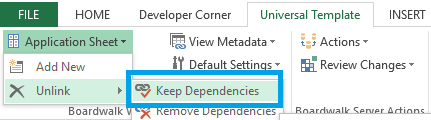 FILE HOME Developer Corner Universal Template INSERT
Application Sheet View Metadata Actions
Add New Default Settings Review Changes
Unlink Keep Dependencies
Remove Dependencies
Boardwalk Boardwalk Server Actions